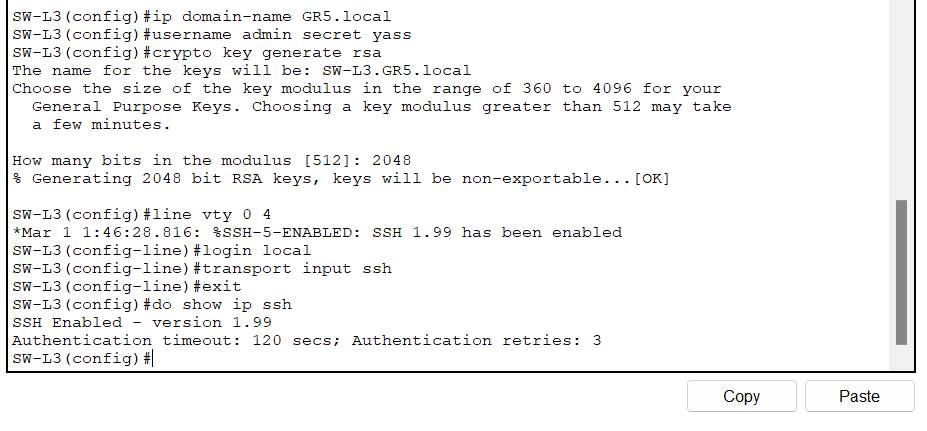 SW-L3(config)#ip domain-name GR5.local
SW-L3(config)#username admin secret yass
SW-L3(config)#crypto key generate rsa
The name for the keys will be: SW-L3.GR5.local
Choose the size of the key modulus in the range of 360 to 4096 for your
  General Purpose Keys. Choosing a key modulus greater than 512 may take
  a few minutes.

How many bits in the modulus [512]: 2048
% Generating 2048 bit RSA keys, keys will be non-exportable...[OK]

SW-L3(config)#line vty 0 4
*Mar 1 1:46:28.816: %SSH-5-ENABLED: SSH 1.99 has been enabled
SW-L3(config-line)#login local
SW-L3(config-line)#transport input ssh
SW-L3(config-line)#exit
SW-L3(config)#do show ip ssh
SSH Enabled - version 1.99
Authentication timeout: 120 secs; Authentication retries: 3
SW-L3(config)#
Copy
Paste